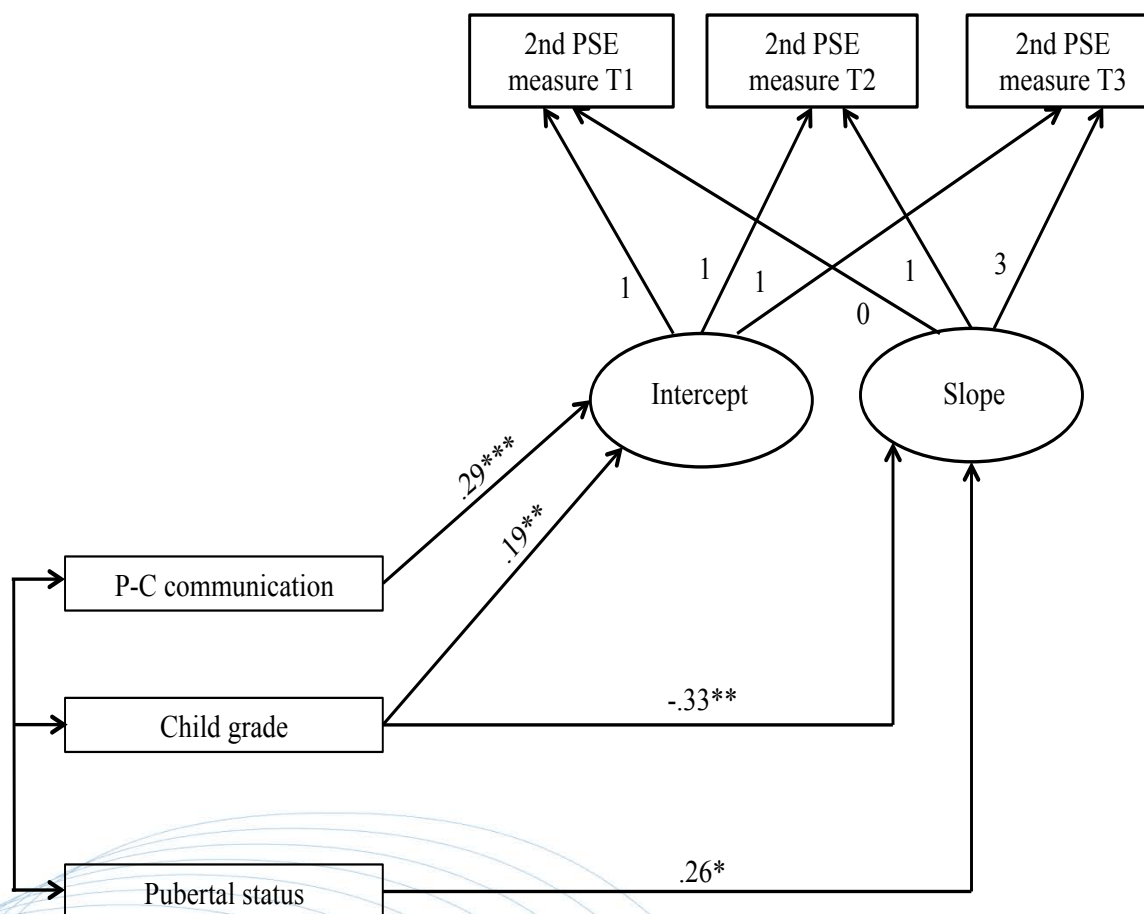 2nd PSE
measure T1
2nd PSE
measure T2
2nd PSE
measure T3
1
1
1
0
1
3
Intercept
Slope
.29***
.19**
P-C communication
Child grade
-.33**
Pubertal status
.26*